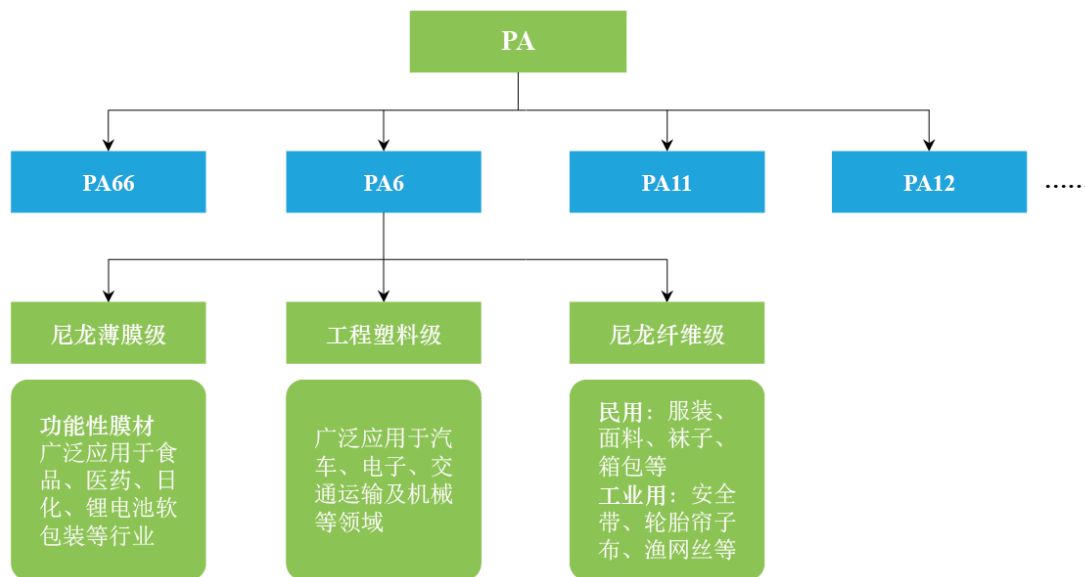 PA
PA66
PA6
PA11
PA12
......
尼龙薄膜级
工程塑料级
尼龙纤维级
功能性膜材
广泛应用于食
品、医药、日
化、锂电池软
包装等行业
广泛应用于汽
车、电子、交
通运输及机械
等领域
民用：服装、
面料、袜子、
箱包等
工业用：安全
带、轮胎帘子
布、渔网丝等